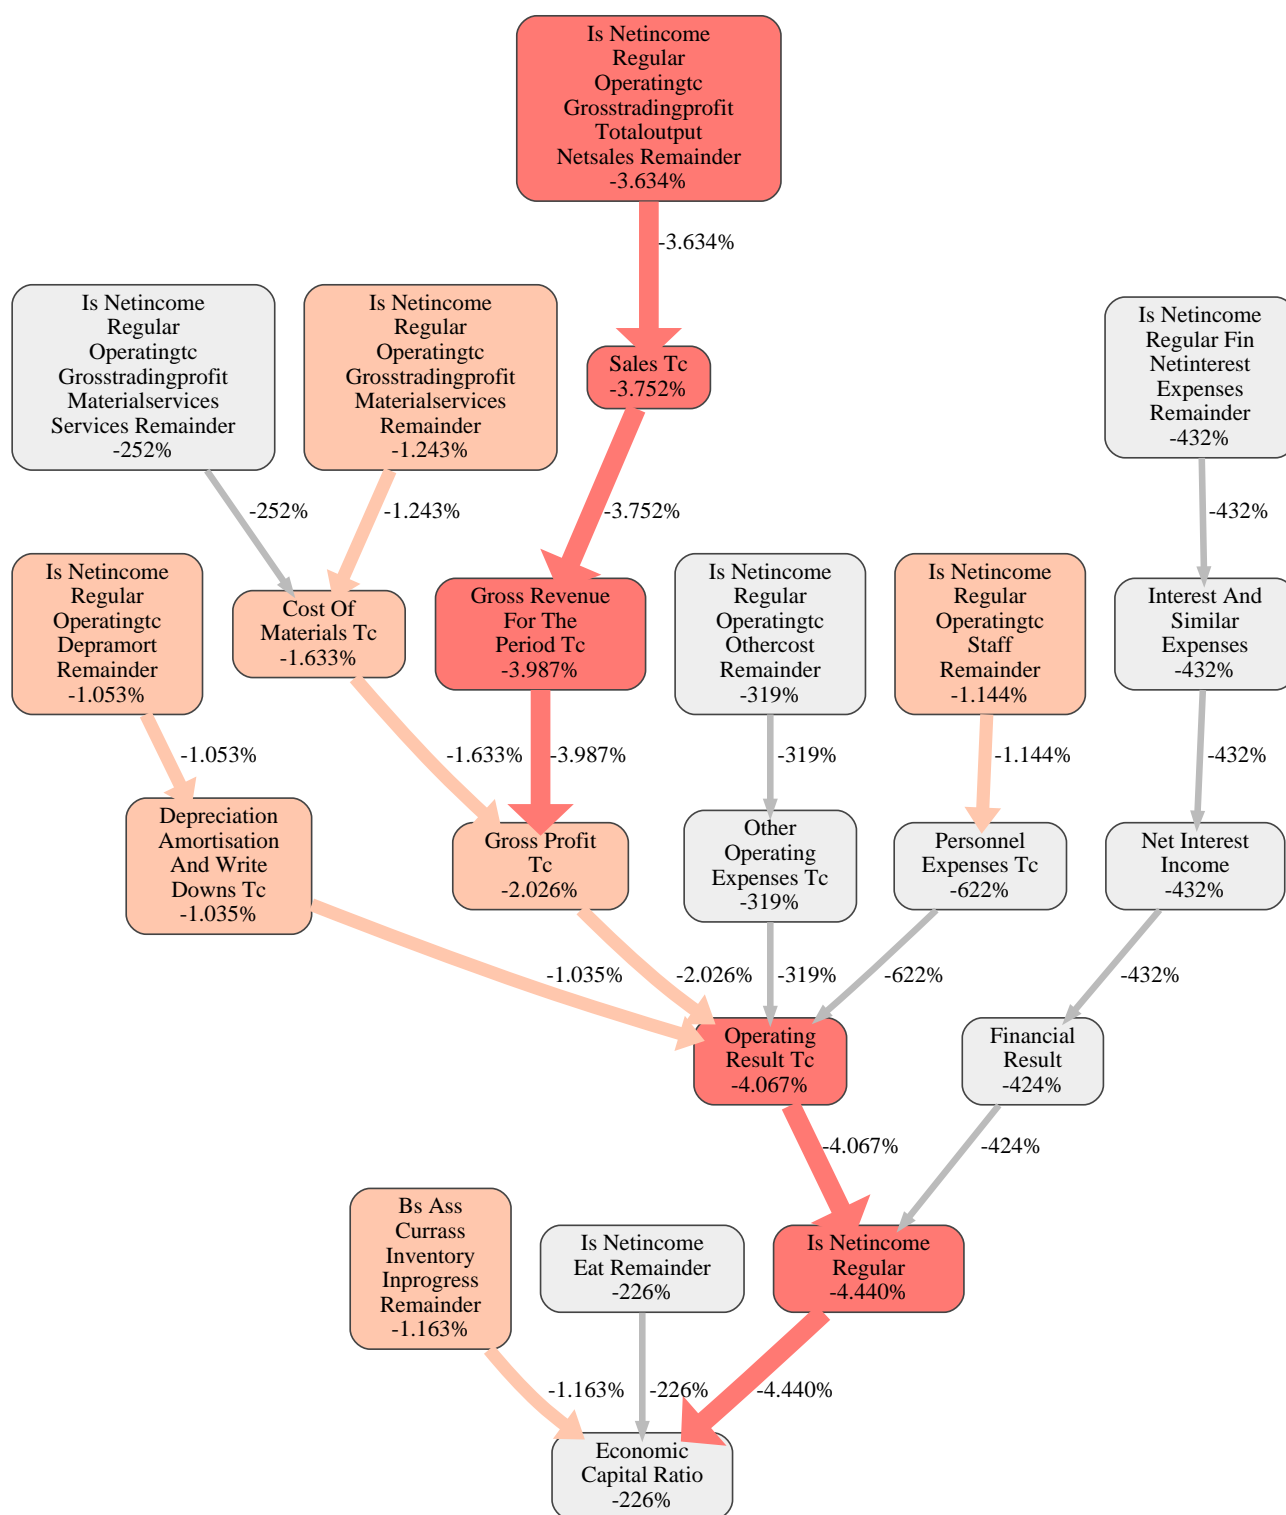 Is Netincome
Regular
Operatingtc
Grosstradingprofit
Totaloutput
Netsales Remainder
-3.634%
-3.634%
Is Netincome
Regular
Operatingtc
Grosstradingprofit
Materialservices
Services Remainder
-252%
Is Netincome
Regular
Operatingtc
Grosstradingprofit
Materialservices
Remainder
-1.243%
Sales Tc
-3.752%
Is Netincome
Regular Fin
Netinterest
Expenses
Remainder
-432%
-252%
-1.243%
-3.752%
-432%
Is Netincome
Regular
Operatingtc
Depramort
Remainder
-1.053%
Cost Of
Materials Tc
-1.633%
Gross Revenue
For The
Period Tc
-3.987%
Is Netincome
Regular
Operatingtc
Othercost
Remainder
-319%
Is Netincome
Regular
Operatingtc
Staff
Remainder
-1.144%
Interest And
Similar
Expenses
-432%
-1.053%
-1.633%
-3.987%
-319%
-1.144%
-432%
Depreciation
Amortisation
And Write
Downs Tc
-1.035%
Gross Profit
Tc
-2.026%
Other
Operating
Expenses Tc
-319%
Personnel
Expenses Tc
-622%
Net Interest
Income
-432%
-1.035%
-2.026%
-319%
-622%
-432%
Operating
Result Tc
-4.067%
Financial
Result
-424%
-4.067%
-424%
Bs Ass
Currass
Inventory
Inprogress
Remainder
-1.163%
Is Netincome
Eat Remainder
-226%
Is Netincome
Regular
-4.440%
-1.163%
-226%
-4.440%
Economic
Capital Ratio
-226%